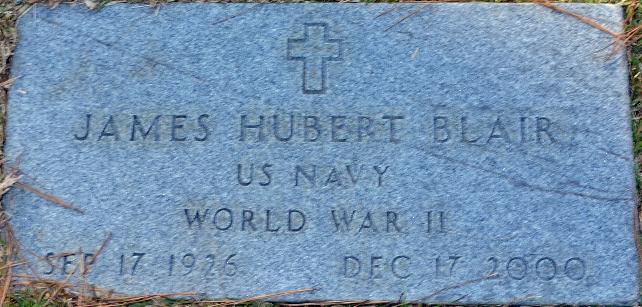 JAMES HUBERT BLAIR
US NAVY
WORLD WAR II
SEP 17 1926 DEC 17 2000